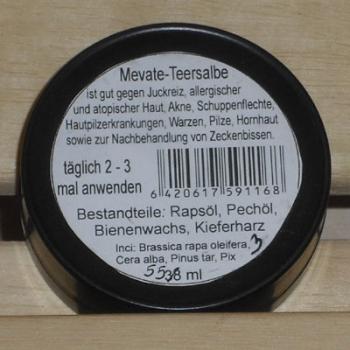 Mevate-Teersalbe
ist gut gegen Juckreiz, allergischer
und atopischer Haut, Akne, Schuppenflechte,
Hautpilzerkrankungen, Warzen, Pilze, Hornhaut
sowie zur Nachbehandlung von Zeckenbissen.
täglich 2 - 3
mal anwenden
6 420617 591168
Bestandteile: Rapsöl, Pechöl,
Bienenwachs, Kieferharz
Inci: Brassica rapa oleifera,
Cera alba, Pinus tar, Pix
38 ml